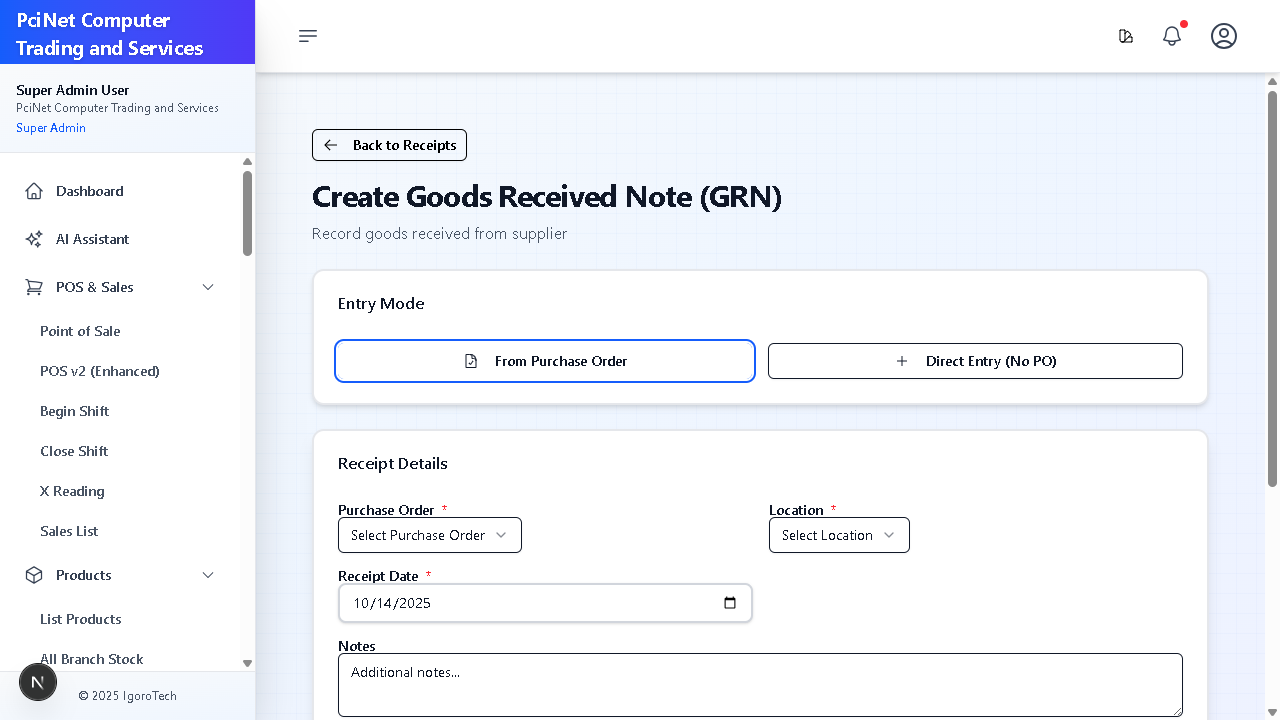 PciNet Computer
Trading and Services
Super Admin User
PciNet Computer Trading and Services
Super Admin
Dashboard
AI Assistant
POS & Sales
Point of Sale
POS v2 (Enhanced)
Begin Shift
Close Shift
X Reading
Sales List
Products
List Products
All Branch Stock
N
© 2025 IgoroTech
Back to Receipts
Create Goods Received Note (GRN)
Record goods received from supplier
Entry Mode
From Purchase Order
Direct Entry (No PO)
Receipt Details
Purchase Order *
Location *
Select Purchase Order
Select Location
Receipt Date *
10/14/2025
Notes
Additional notes...